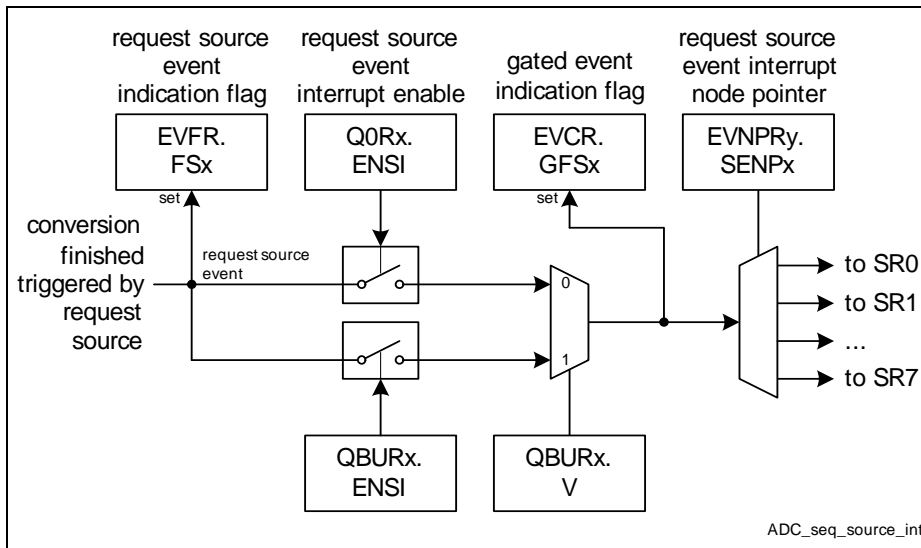 request source
event
indication flag
request source
event
interrupt enable
gated event
indication flag
request source
event interrupt
node pointer
EVFR.
FSx
Q0Rx.
ENSI
EVCR.
GFSx
EVNPRy.
SENPx
set
set
conversion
finished
triggered by
request
source
request source
event
0
1
to SR0
to SR1
...
to SR7
QBURx.
ENSI
QBURx.
V
ADC_seq_source_int